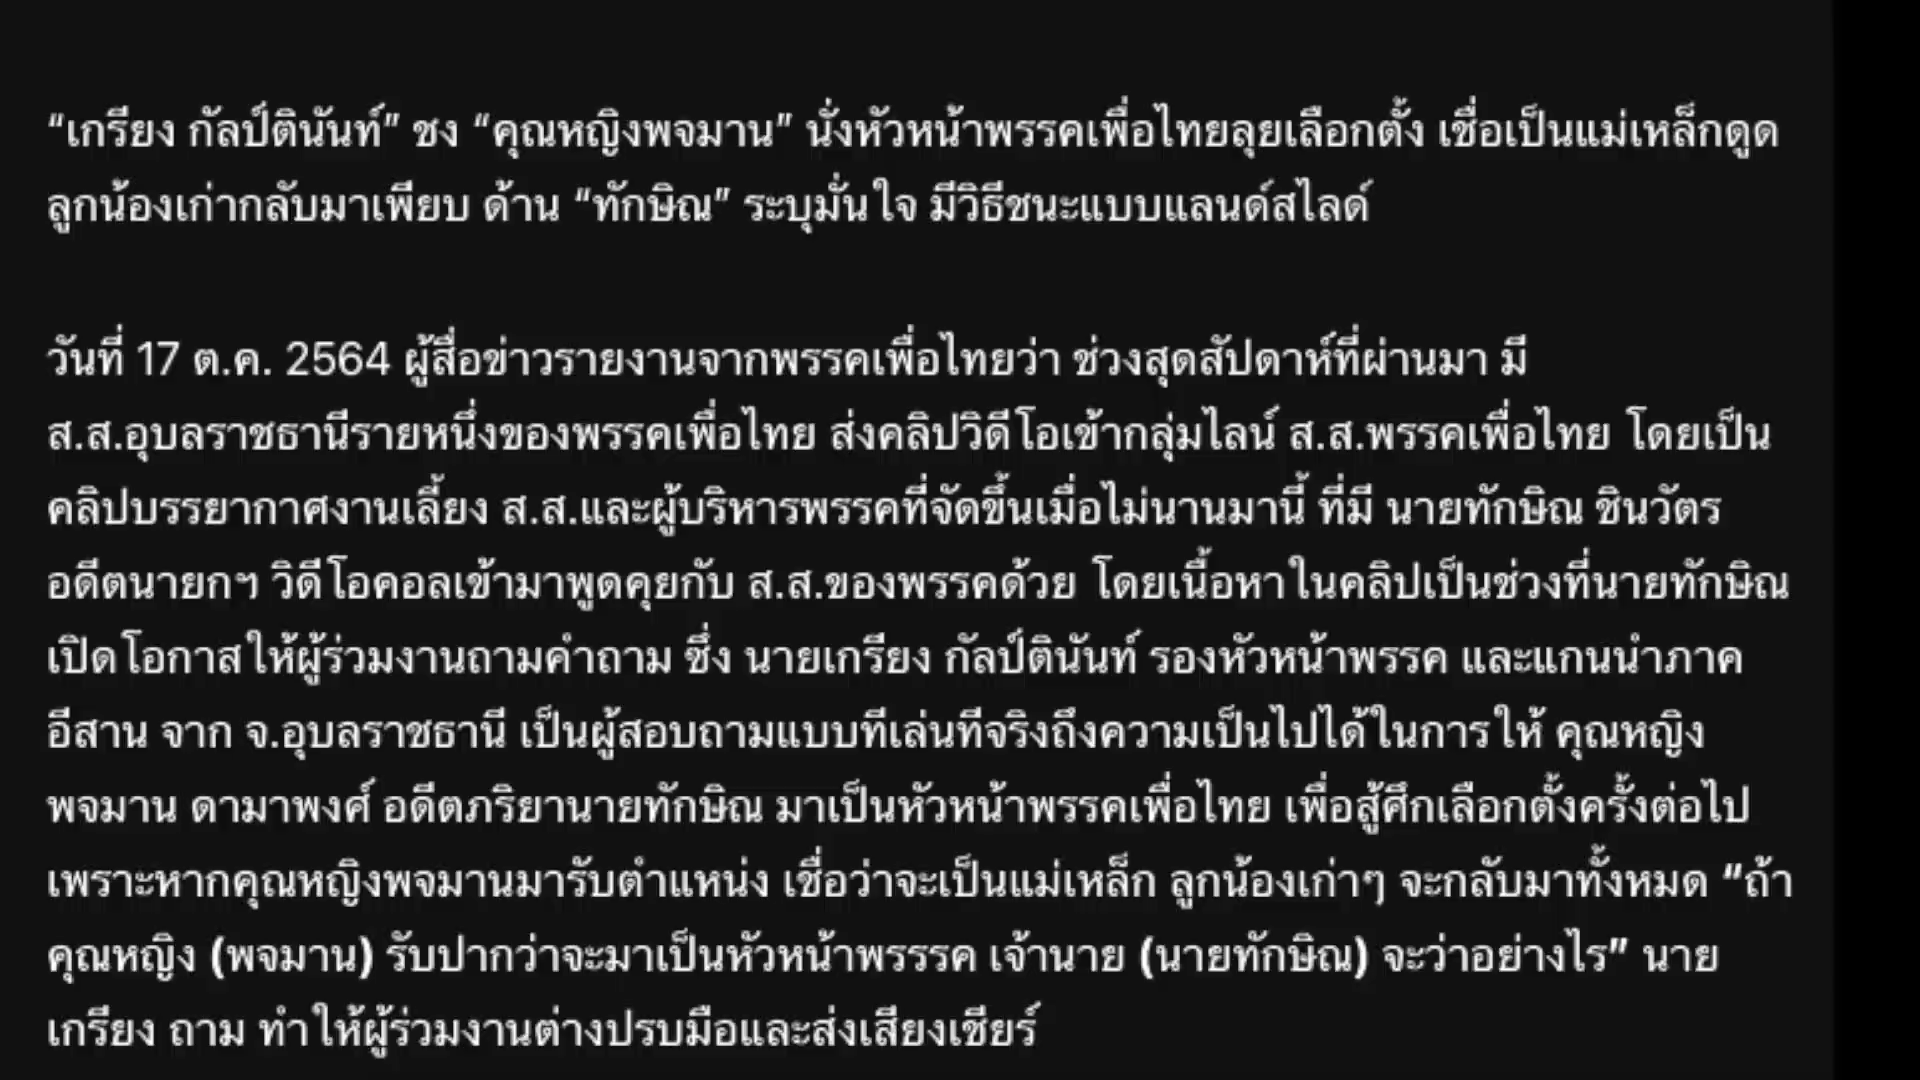 “เกรียง กัลป์ตินันท์” ชง “คุณหญิงพจมาน” นั่งหัวหน้าพรรคเพื่อไทยลุยเลือกตั้ง เชื่อเป็นแม่เหล็กดูด
ลูกน้องเก่ากลับมาเพียบ ด้าน “ทักษิณ” ระบุมั่นใจ มีวิธีชนะแบบแลนด์สไลด์
วันที่ 17 ต.ค. 2564 ผู้สื่อข่าวรายงานจากพรรคเพื่อไทยว่า ช่วงสุดสัปดาห์ที่ผ่านมา มี
ส.ส.อุบลราชธานีรายหนึ่งของพรรคเพื่อไทย ส่งคลิปวิดีโอเข้ากลุ่มไลน์ ส.ส.พรรคเพื่อไทย โดยเป็น
คลิปบรรยากาศงานเลี้ยง ส.ส.และผู้บริหารพรรคที่จัดขึ้นเมื่อไม่นานมานี้ ที่มี นายทักษิณ ชินวัตร
อดีตนายกฯ วิดีโอคอลเข้ามาพูดคุยกับ ส.ส.ของพรรคด้วย โดยเนื้อหาในคลิปเป็นช่วงที่นายทักษิณ
เปิดโอกาสให้ผู้ร่วมงานถามคำถาม ซึ่ง นายเกรียง กัลป์ตินันท์ รองหัวหน้าพรรค และแกนนำภาค
อีสาน จาก จ.อุบลราชธานี เป็นผู้สอบถามแบบทีเล่นทีจริงถึงความเป็นไปได้ในการให้ คุณหญิง
พจมาน ดามาพงศ์ อดีตภริยานายทักษิณ มาเป็นหัวหน้าพรรคเพื่อไทย เพื่อสู้ศึกเลือกตั้งครั้งต่อไป
เพราะหากคุณหญิงพจมานมารับตำแหน่ง เชื่อว่าจะเป็นแม่เหล็ก ลูกน้องเก่าๆ จะกลับมาทั้งหมด “ถ้า
คุณหญิง (พจมาน) รับปากว่าจะมาเป็นหัวหน้าพรรรค เจ้านาย (นายทักษิณ) จะว่าอย่างไร” นาย
เกรียง ถาม ทำให้ผู้ร่วมงานต่างปรบมือและส่งเสียงเชียร์